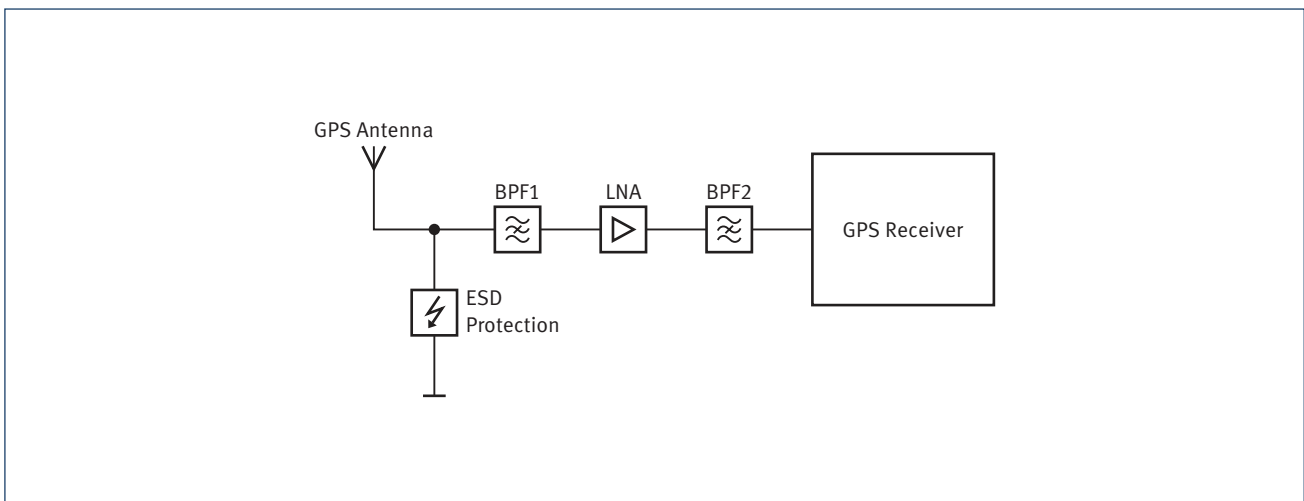 GPS Antenna
BPF1
LNA
BPF2
GPS Receiver
ESD
Protection